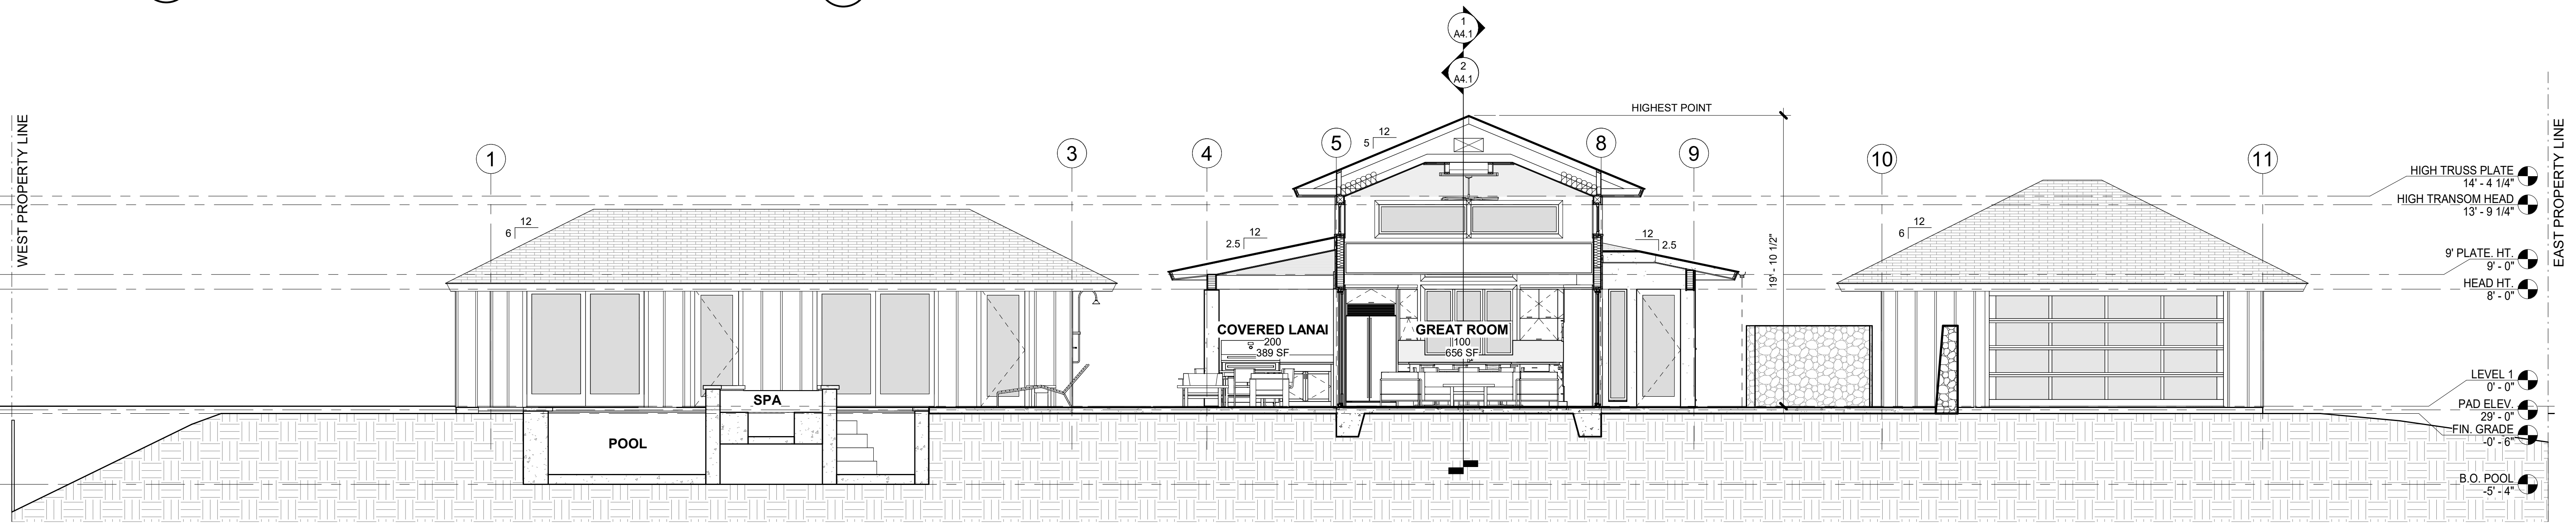 1
A4.1
2
A4.1
HIGHEST POINT
WEST PROPERTY LINE
EAST PROPERTY LINE
1
3
4
5
8
9
10
11
12
5
12
6
12
2.5
12
2.5
12
6
19' - 10 1/2"
HIGH TRUSS PLATE
14' - 4 1/4"
HIGH TRANSOM HEAD
13' - 9 1/4"
9' PLATE. HT.
9' - 0"
HEAD HT.
8' - 0"
COVERED LANAI
200
389 SF
GREAT ROOM
100
656 SF
LEVEL 1
0' - 0"
PAD ELEV.
29' - 0"
FIN. GRADE
-0' - 6"
SPA
POOL
B.O. POOL
-5' - 4"